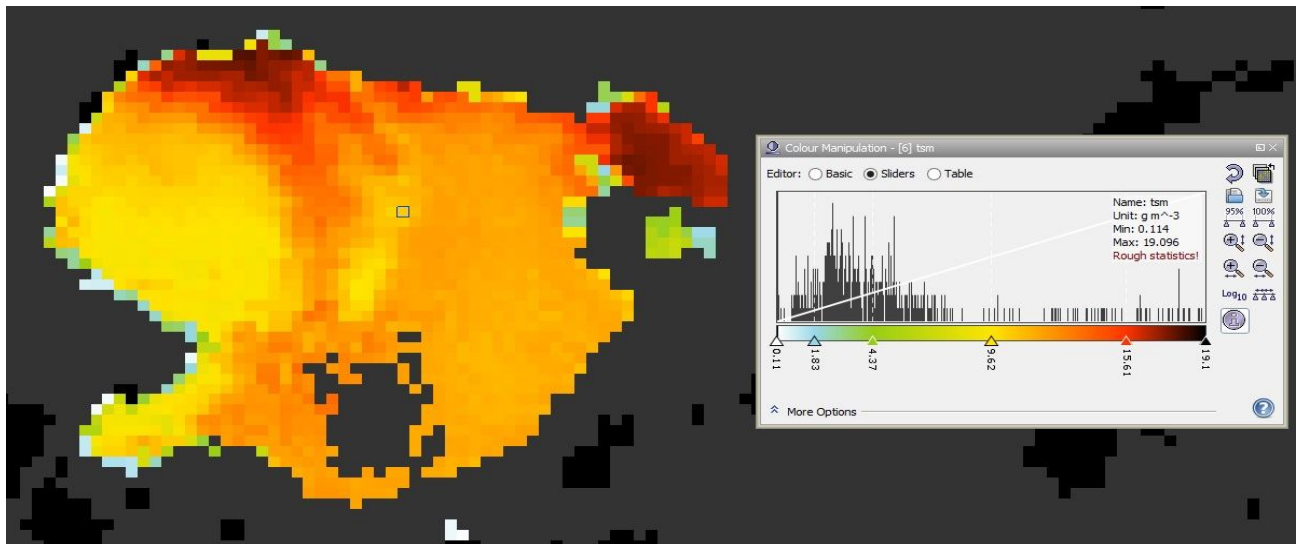 Colour Manipulation - [6] tsm
Editor: Basic Sliders Table
Name: tsm
Unit: g m^-3
Min: 0.114
Max: 19.096
Rough statistics!
95% 100%
Log10
0.11 1.83 4.37 9.62 15.61 19.1
More Options